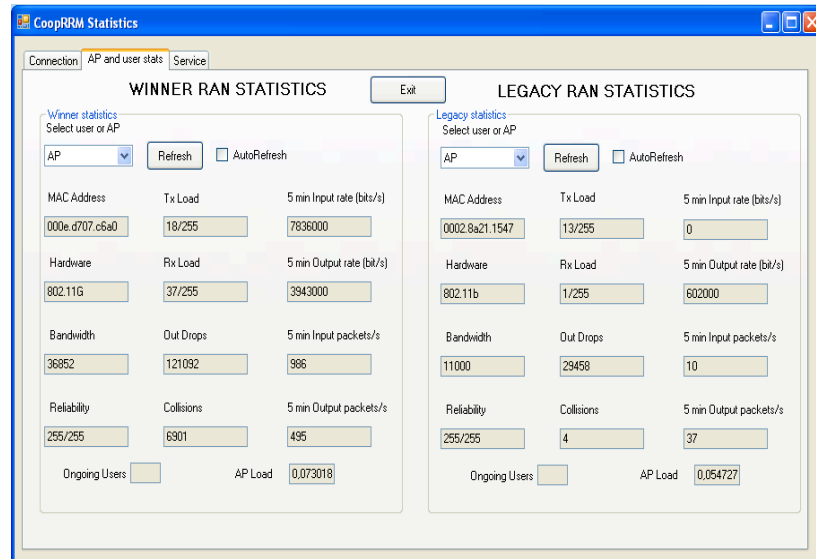 CoopRRM Statistics
Connection AP and user stats Service
WINNER RAN STATISTICS
Exit
LEGACY RAN STATISTICS
Winner statistics
Select user or AP
AP
Refresh
AutoRefresh
MAC Address Tx Load 5 min Input rate (bits/s)
000e.d707.c6a0 18/255 7836000
Hardware Rx Load 5 min Output rate (bit/s)
802.11G 37/255 3943000
Bandwidth Out Drops 5 min Input packets/s
36852 121092 986
Reliability Collisions 5 min Output packets/s
255/255 6901 495
Ongoing Users AP Load 0,073018
Legacy statistics
Select user or AP
AP
Refresh
AutoRefresh
MAC Address Tx Load 5 min Input rate (bits/s)
0002.8a21.1547 13/255 0
Hardware Rx Load 5 min Output rate (bit/s)
802.11b 1/255 602000
Bandwidth Out Drops 5 min Input packets/s
11000 29458 10
Reliability Collisions 5 min Output packets/s
255/255 4 37
Ongoing Users AP Load 0,054727